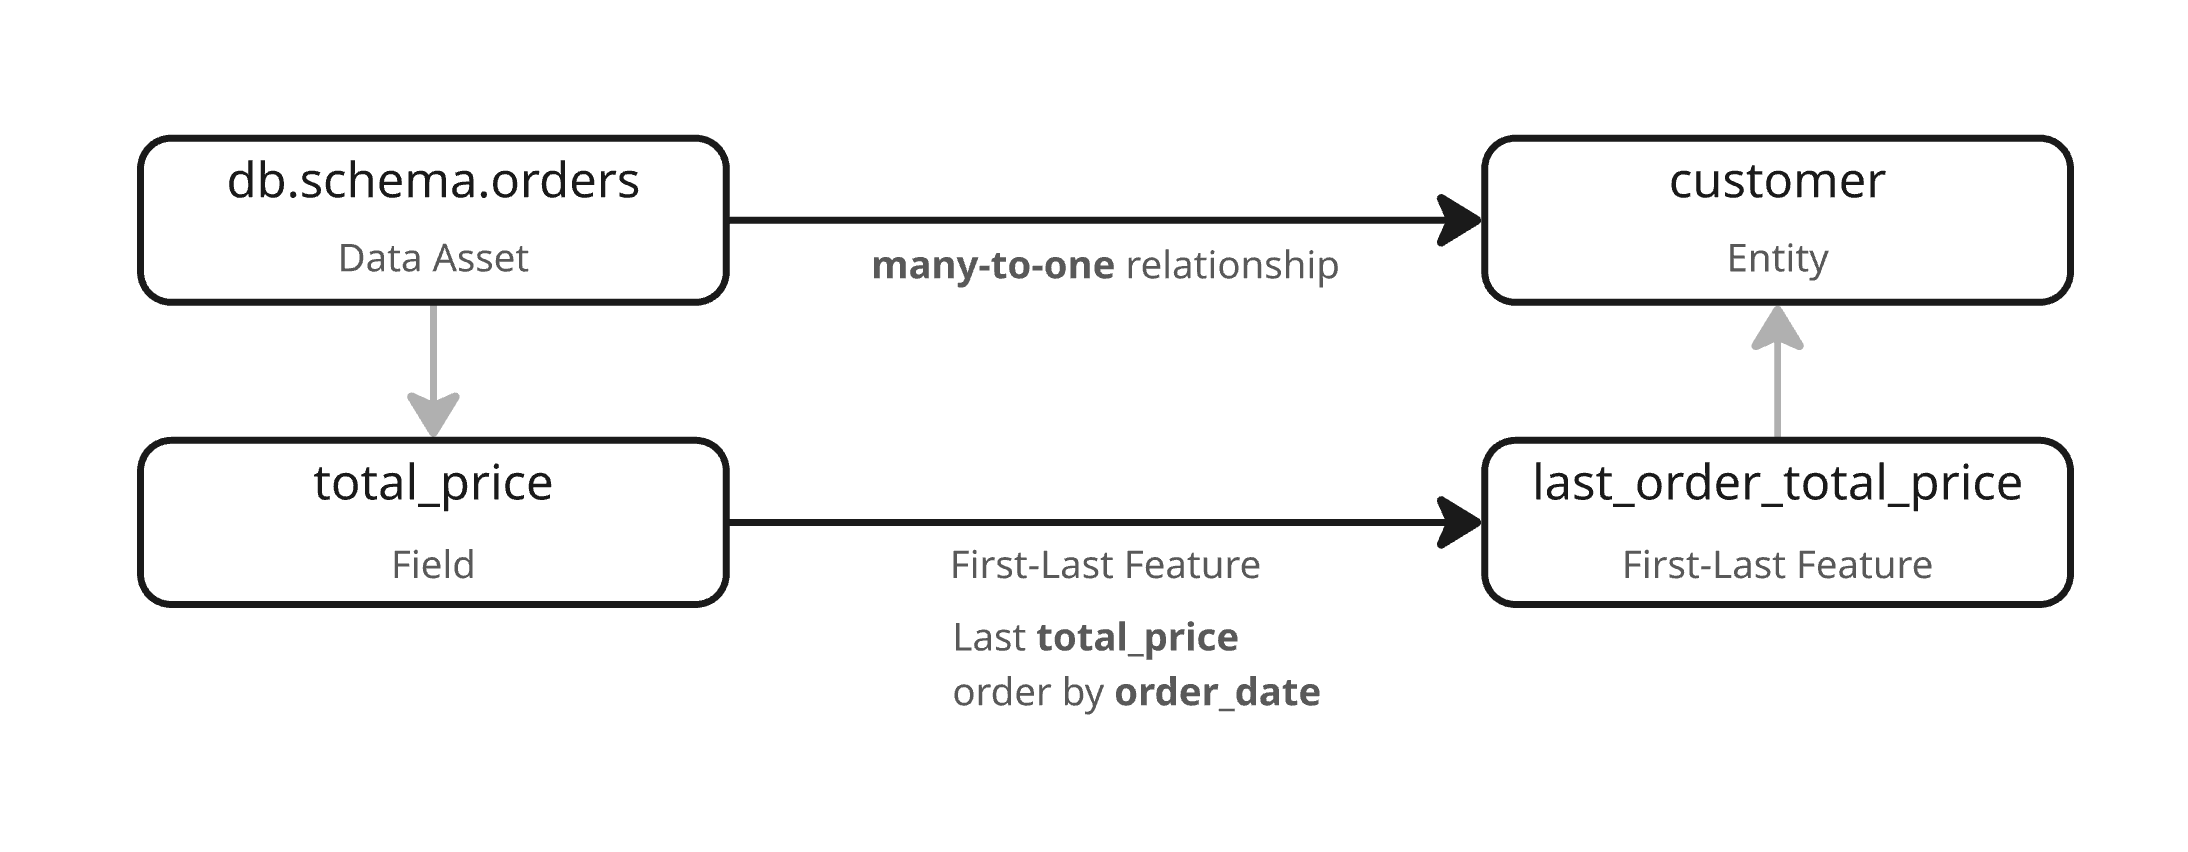 db.schema.orders
Data Asset
many-to-one relationship
customer
Entity
total_price
Field
First-Last Feature
Last total_price
order by order_date
last_order_total_price
First-Last Feature